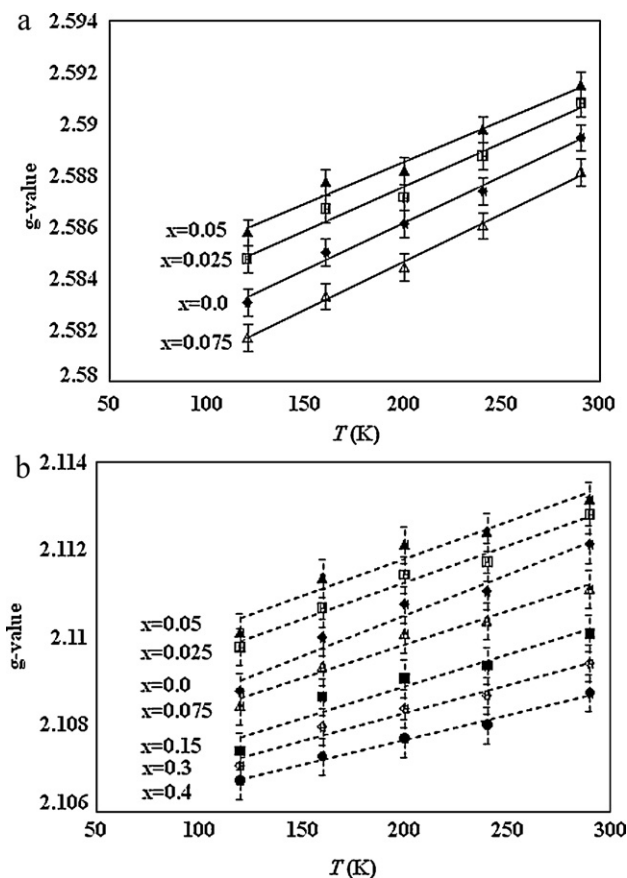 a
2.594
2.592
2.59
2.588
2.586
2.584
2.582
2.58
g-value
x=0.05
x=0.025
x=0.0
x=0.075
50
100
150
200
250
300
T (K)
b
2.114
2.112
2.11
2.108
2.106
g-value
x=0.05
x=0.025
x=0.0
x=0.075
x=0.15
x=0.3
x=0.4
50
100
150
200
250
300
T (K)